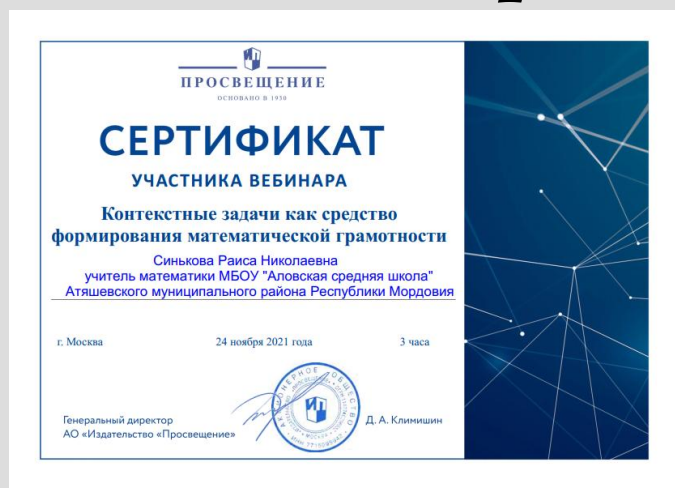 ПРОСВЕЩЕНИЕ
ОСНОВАНО В 1930
СЕРТИФИКАТ
УЧАСТНИКА ВЕБИНАРА
Контекстные задачи как средство
формирования математической грамотности
Синькова Раиса Николаевна
учитель математики МБОУ "Аловская средняя школа"
Атяшевского муниципального района Республики Мордовия
г. Москва 24 ноября 2021 года 3 часа
АКЦИОНЕРНОЕ ОБЩЕСТВО
Генеральный директор
АО «Издательство «Просвещение»
Д. А. Климишин